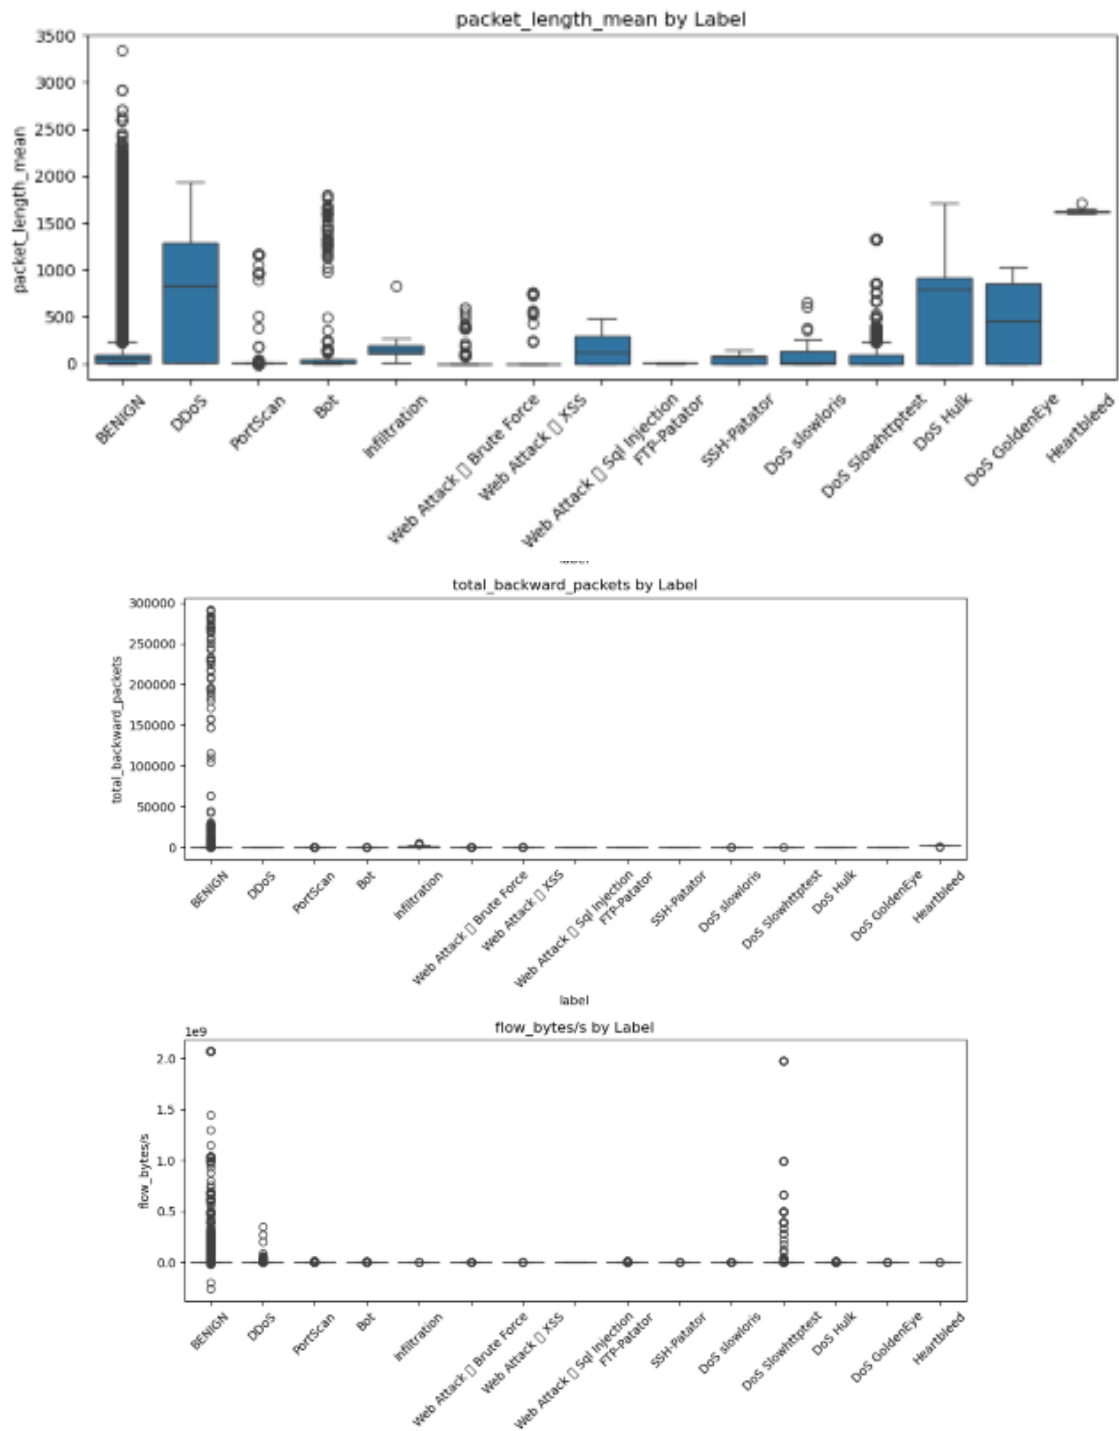 packet_length_mean by Label
packet_length_mean
3500
3000
2500
2000
1500
1000
500
0
BENIGN
DDoS
PortScan
Bot
Infiltration
Web Attack ▯ Brute Force
Web Attack ▯ XSS
Web Attack ▯ Sql Injection
FTP-Patator
SSH-Patator
DoS slowloris
DoS Slowhttptest
DoS Hulk
DoS GoldenEye
Heartbleed
total_backward_packets by Label
total_backward_packets
300000
250000
200000
150000
100000
50000
0
BENIGN
DDoS
PortScan
Bot
Infiltration
Web Attack ▯ Brute Force
Web Attack ▯ XSS
Web Attack ▯ Sql Injection
FTP-Patator
SSH-Patator
DoS slowloris
DoS Slowhttptest
DoS Hulk
DoS GoldenEye
Heartbleed
label
flow_bytes/s by Label
1e9
flow_bytes/s
2.0
1.5
1.0
0.5
0.0
BENIGN
DDoS
PortScan
Bot
Infiltration
Web Attack ▯ Brute Force
Web Attack ▯ XSS
Web Attack ▯ Sql Injection
FTP-Patator
SSH-Patator
DoS slowloris
DoS Slowhttptest
DoS Hulk
DoS GoldenEye
Heartbleed